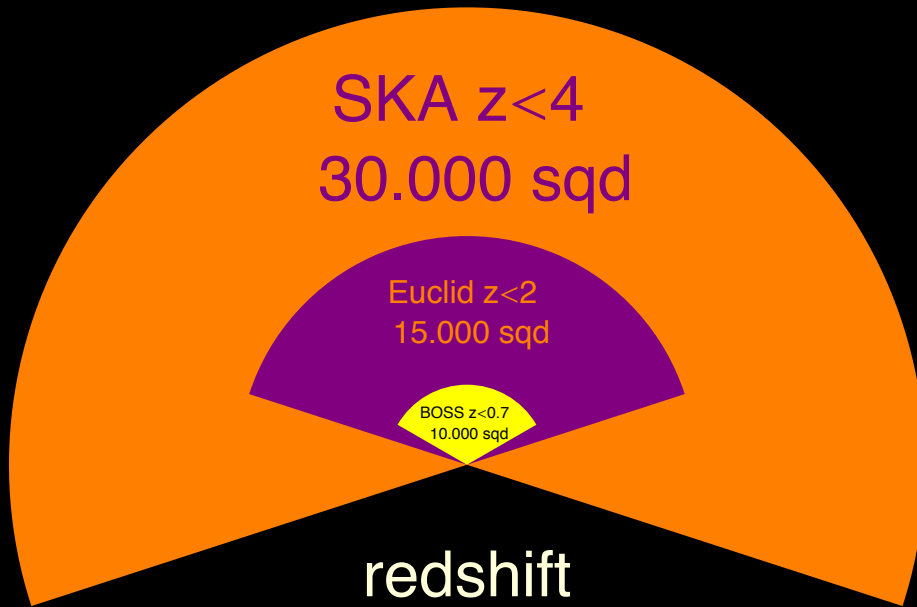 SKA z<4
30.000 sqd
Euclid z<2
15.000 sqd
BOSS z<0.7
10.000 sqd
redshift